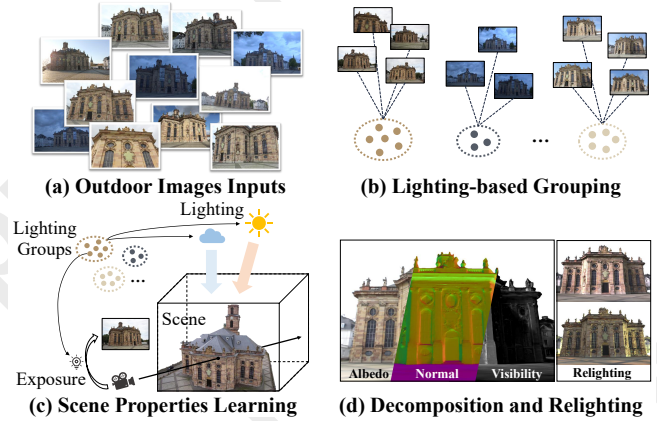 (a) Outdoor Images Inputs
...
(b) Lighting-based Grouping
Lighting
Lighting
Groups
...
Scene
Exposure
(c) Scene Properties Learning
Albedo
Normal
Visibility
Relighting
(d) Decomposition and Relighting